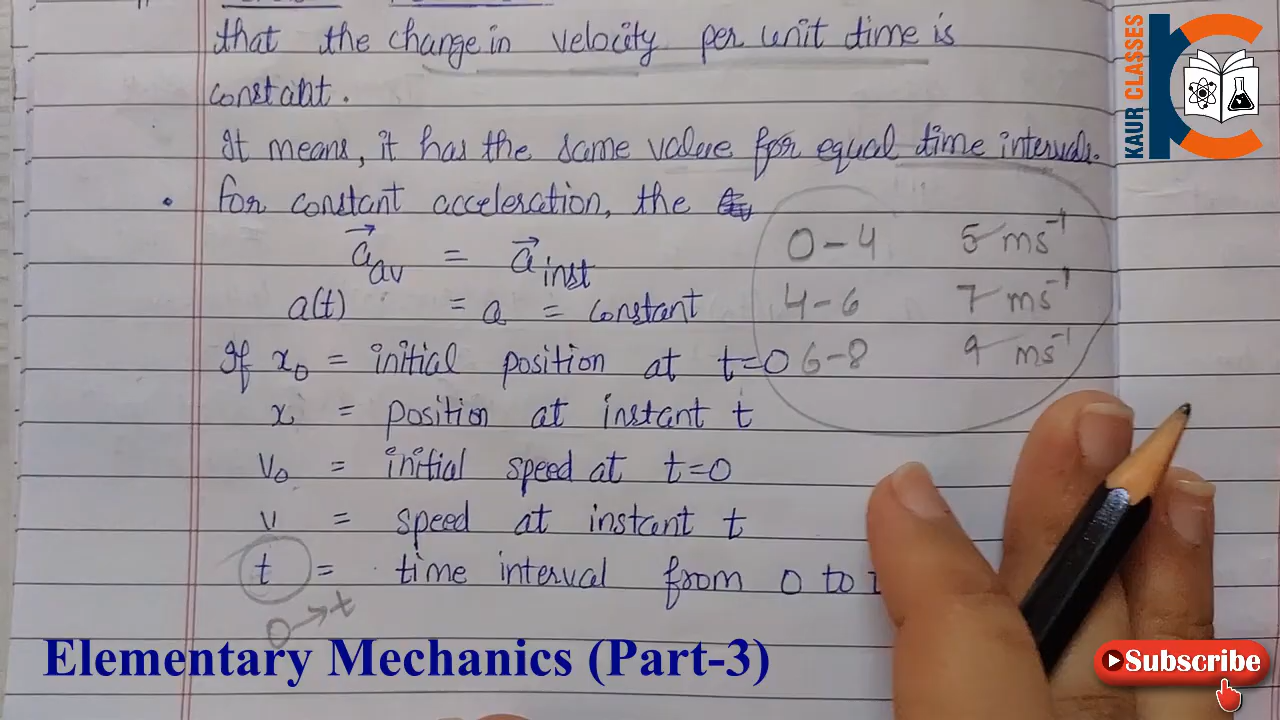 that the change in velocity per unit time is
constant.
It means, it has the same value for equal time intervals.
• for constant acceleration, the
a⃗av = a⃗inst
a(t) = a = constant
If x₀ = initial position at t=0
x = position at instant t
v₀ = initial speed at t=0
v = speed at instant t
t = time interval from 0 to
0→t
0-4 5 ms⁻¹
4-6 7 ms⁻¹
6-8 9 ms⁻¹
KAUR CLASSES
Elementary Mechanics (Part-3)
Subscribe